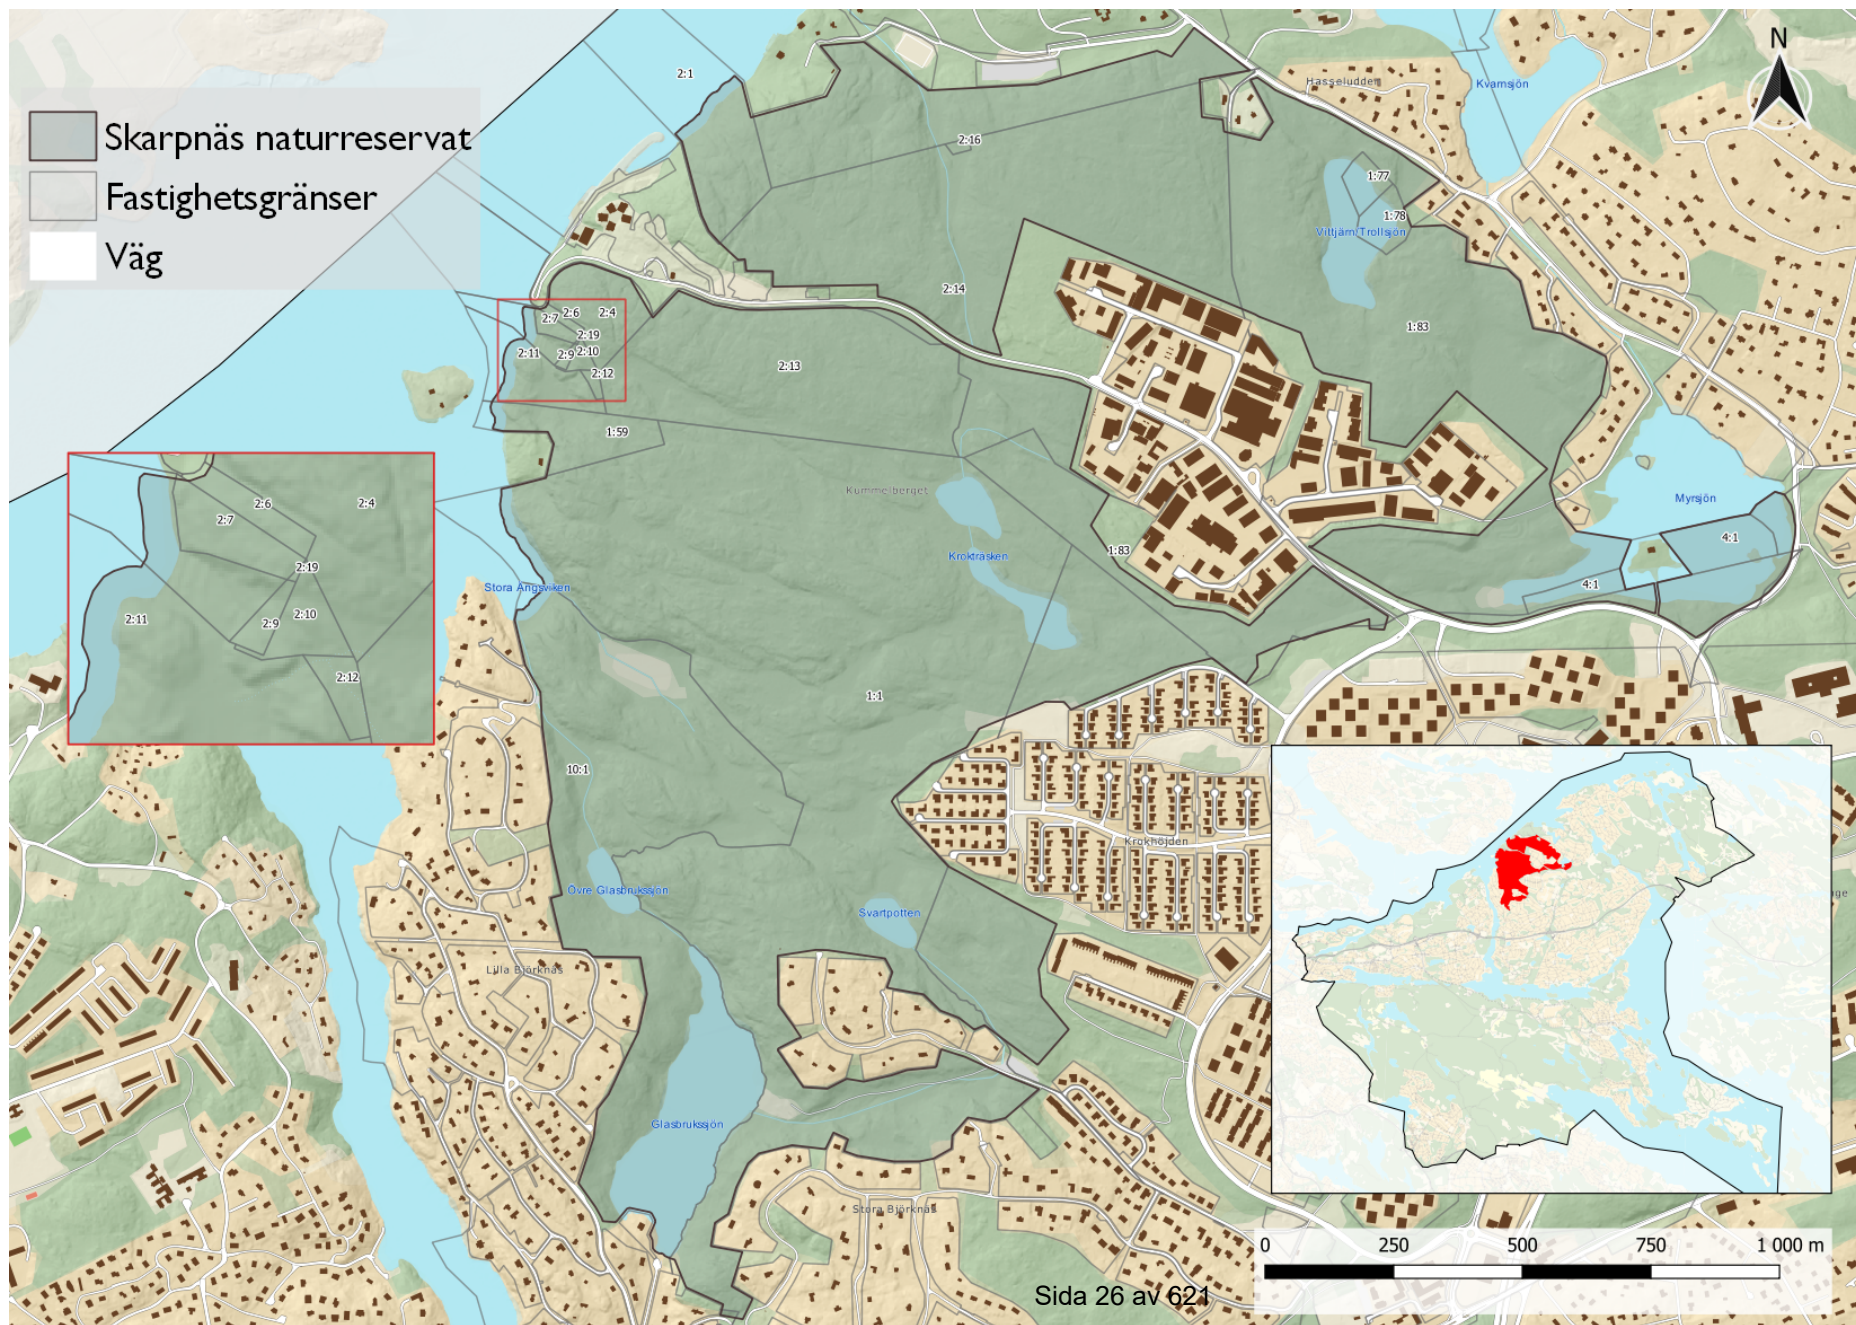 2:1
Hasseludden
Kvarnsjön
N
Skarpnäs naturreservat
Fastighetsgränser
Väg
2:16
1:77
1:78
Vittjärn Trollsjön
2:14
1:83
2:7
2:6
2:4
2:19
2:11
2:9
2:10
2:12
2:13
1:59
Kummelberget
Myrsjön
2:6
2:4
2:7
2:19
2:11
2:9
2:10
2:12
Stora Ängsviken
Kroktrasken
1:83
4:1
4:1
1:1
10:1
Krokhöjden
Övre Glasbrukssjön
Svartpotten
Lilla Björknäs
Glasbrukssjön
Stora Björknäs
0
250
500
750
1 000 m
Sida 26 av 621